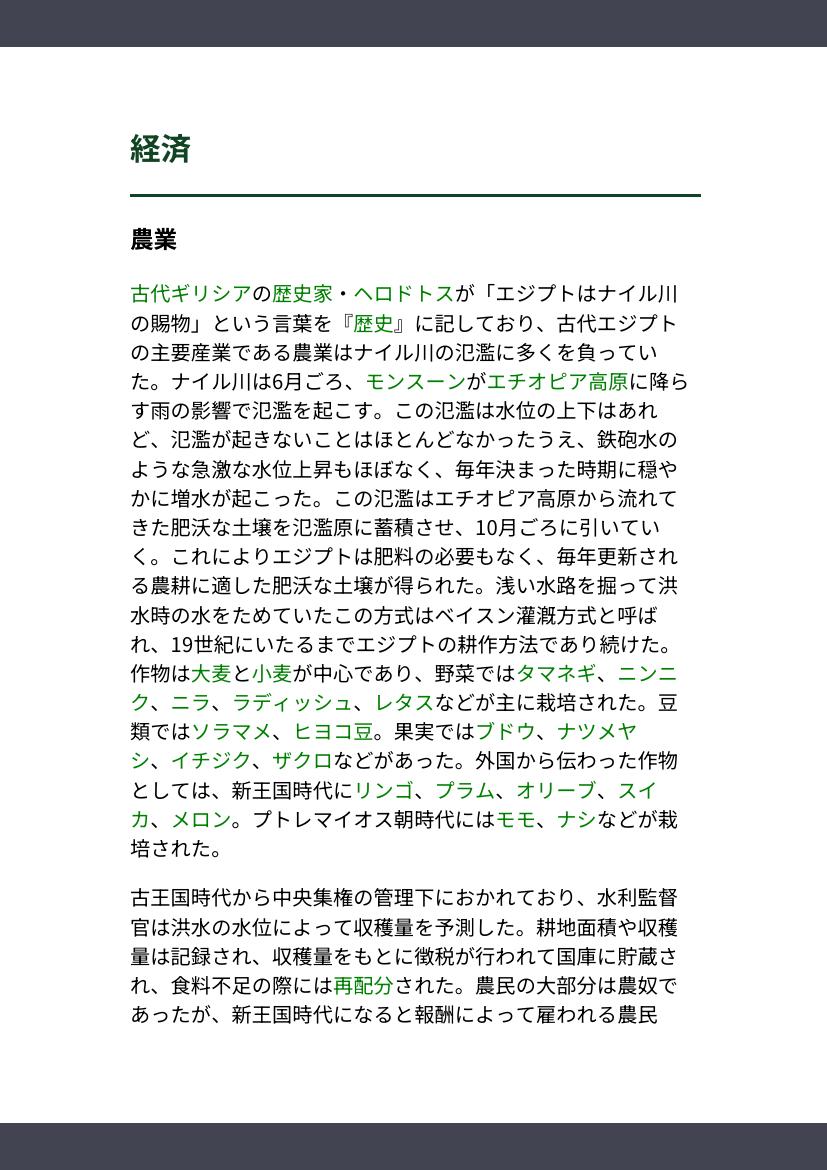 経済
農業
古代ギリシアの歴史家・ヘロドトスが「エジプトはナイル川
の賜物」という言葉を『歴史』に記しており、古代エジプト
の主要産業である農業はナイル川の氾濫に多くを負ってい
た。ナイル川は6月ごろ、モンスーンがエチオピア高原に降ら
す雨の影響で氾濫を起こす。この氾濫は水位の上下はあれ
ど、氾濫が起きないことはほとんどなかったうえ、鉄砲水の
ような急激な水位上昇もほぼなく、毎年決まった時期に穏や
かに増水が起こった。この氾濫はエチオピア高原から流れて
きた肥沃な土壌を氾濫原に蓄積させ、10月ごろに引いてい
く。これによりエジプトは肥料の必要もなく、毎年更新され
る農耕に適した肥沃な土壌が得られた。浅い水路を掘って洪
水時の水をためていたこの方式はベイスン灌漑方式と呼ば
れ、19世紀にいたるまでエジプトの耕作方法であり続けた。
作物は大麦と小麦が中心であり、野菜ではタマネギ、ニンニ
ク、ニラ、ラディッシュ、レタスなどが主に栽培された。豆
類ではソラマメ、ヒヨコ豆。果実ではブドウ、ナツメヤ
シ、イチジク、ザクロなどがあった。外国から伝わった作物
としては、新王国時代にリンゴ、プラム、オリーブ、スイ
カ、メロン。プトレマイオス朝時代にはモモ、ナシなどが栽
培された。
古王国時代から中央集権の管理下におかれており、水利監督
官は洪水の水位によって収穫量を予測した。耕地面積や収穫
量は記録され、収穫量をもとに徴税が行われて国庫に貯蔵さ
れ、食料不足の際には再配分された。農民の大部分は農奴で
あったが、新王国時代になると報酬によって雇われる農民